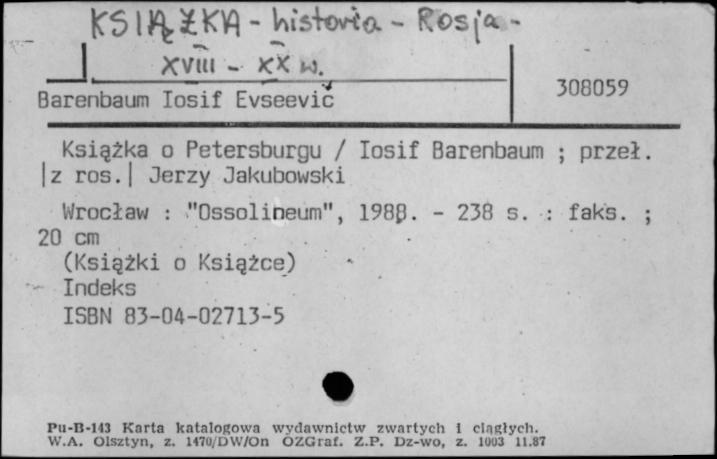 KSIĄŻKA - historia - Rosja -
XVIII - XX w.
Barenbaum Iosif Evseevič
308059
Książka o Petersburgu / Iosif Barenbaum ; przeł.
|z ros.| Jerzy Jakubowski
Wrocław : "Ossolineum", 1988. - 238 s. : faks. ;
20 cm
(Książki o Książce)
Indeks
ISBN 83-04-02713-5
Pu-B-143 Karta katalogowa wydawnictw zwartych i ciągłych.
W.A. Olsztyn, z. 1470/DW/On OZGraf. Z.P. Dz-wo, z. 1003 11.87